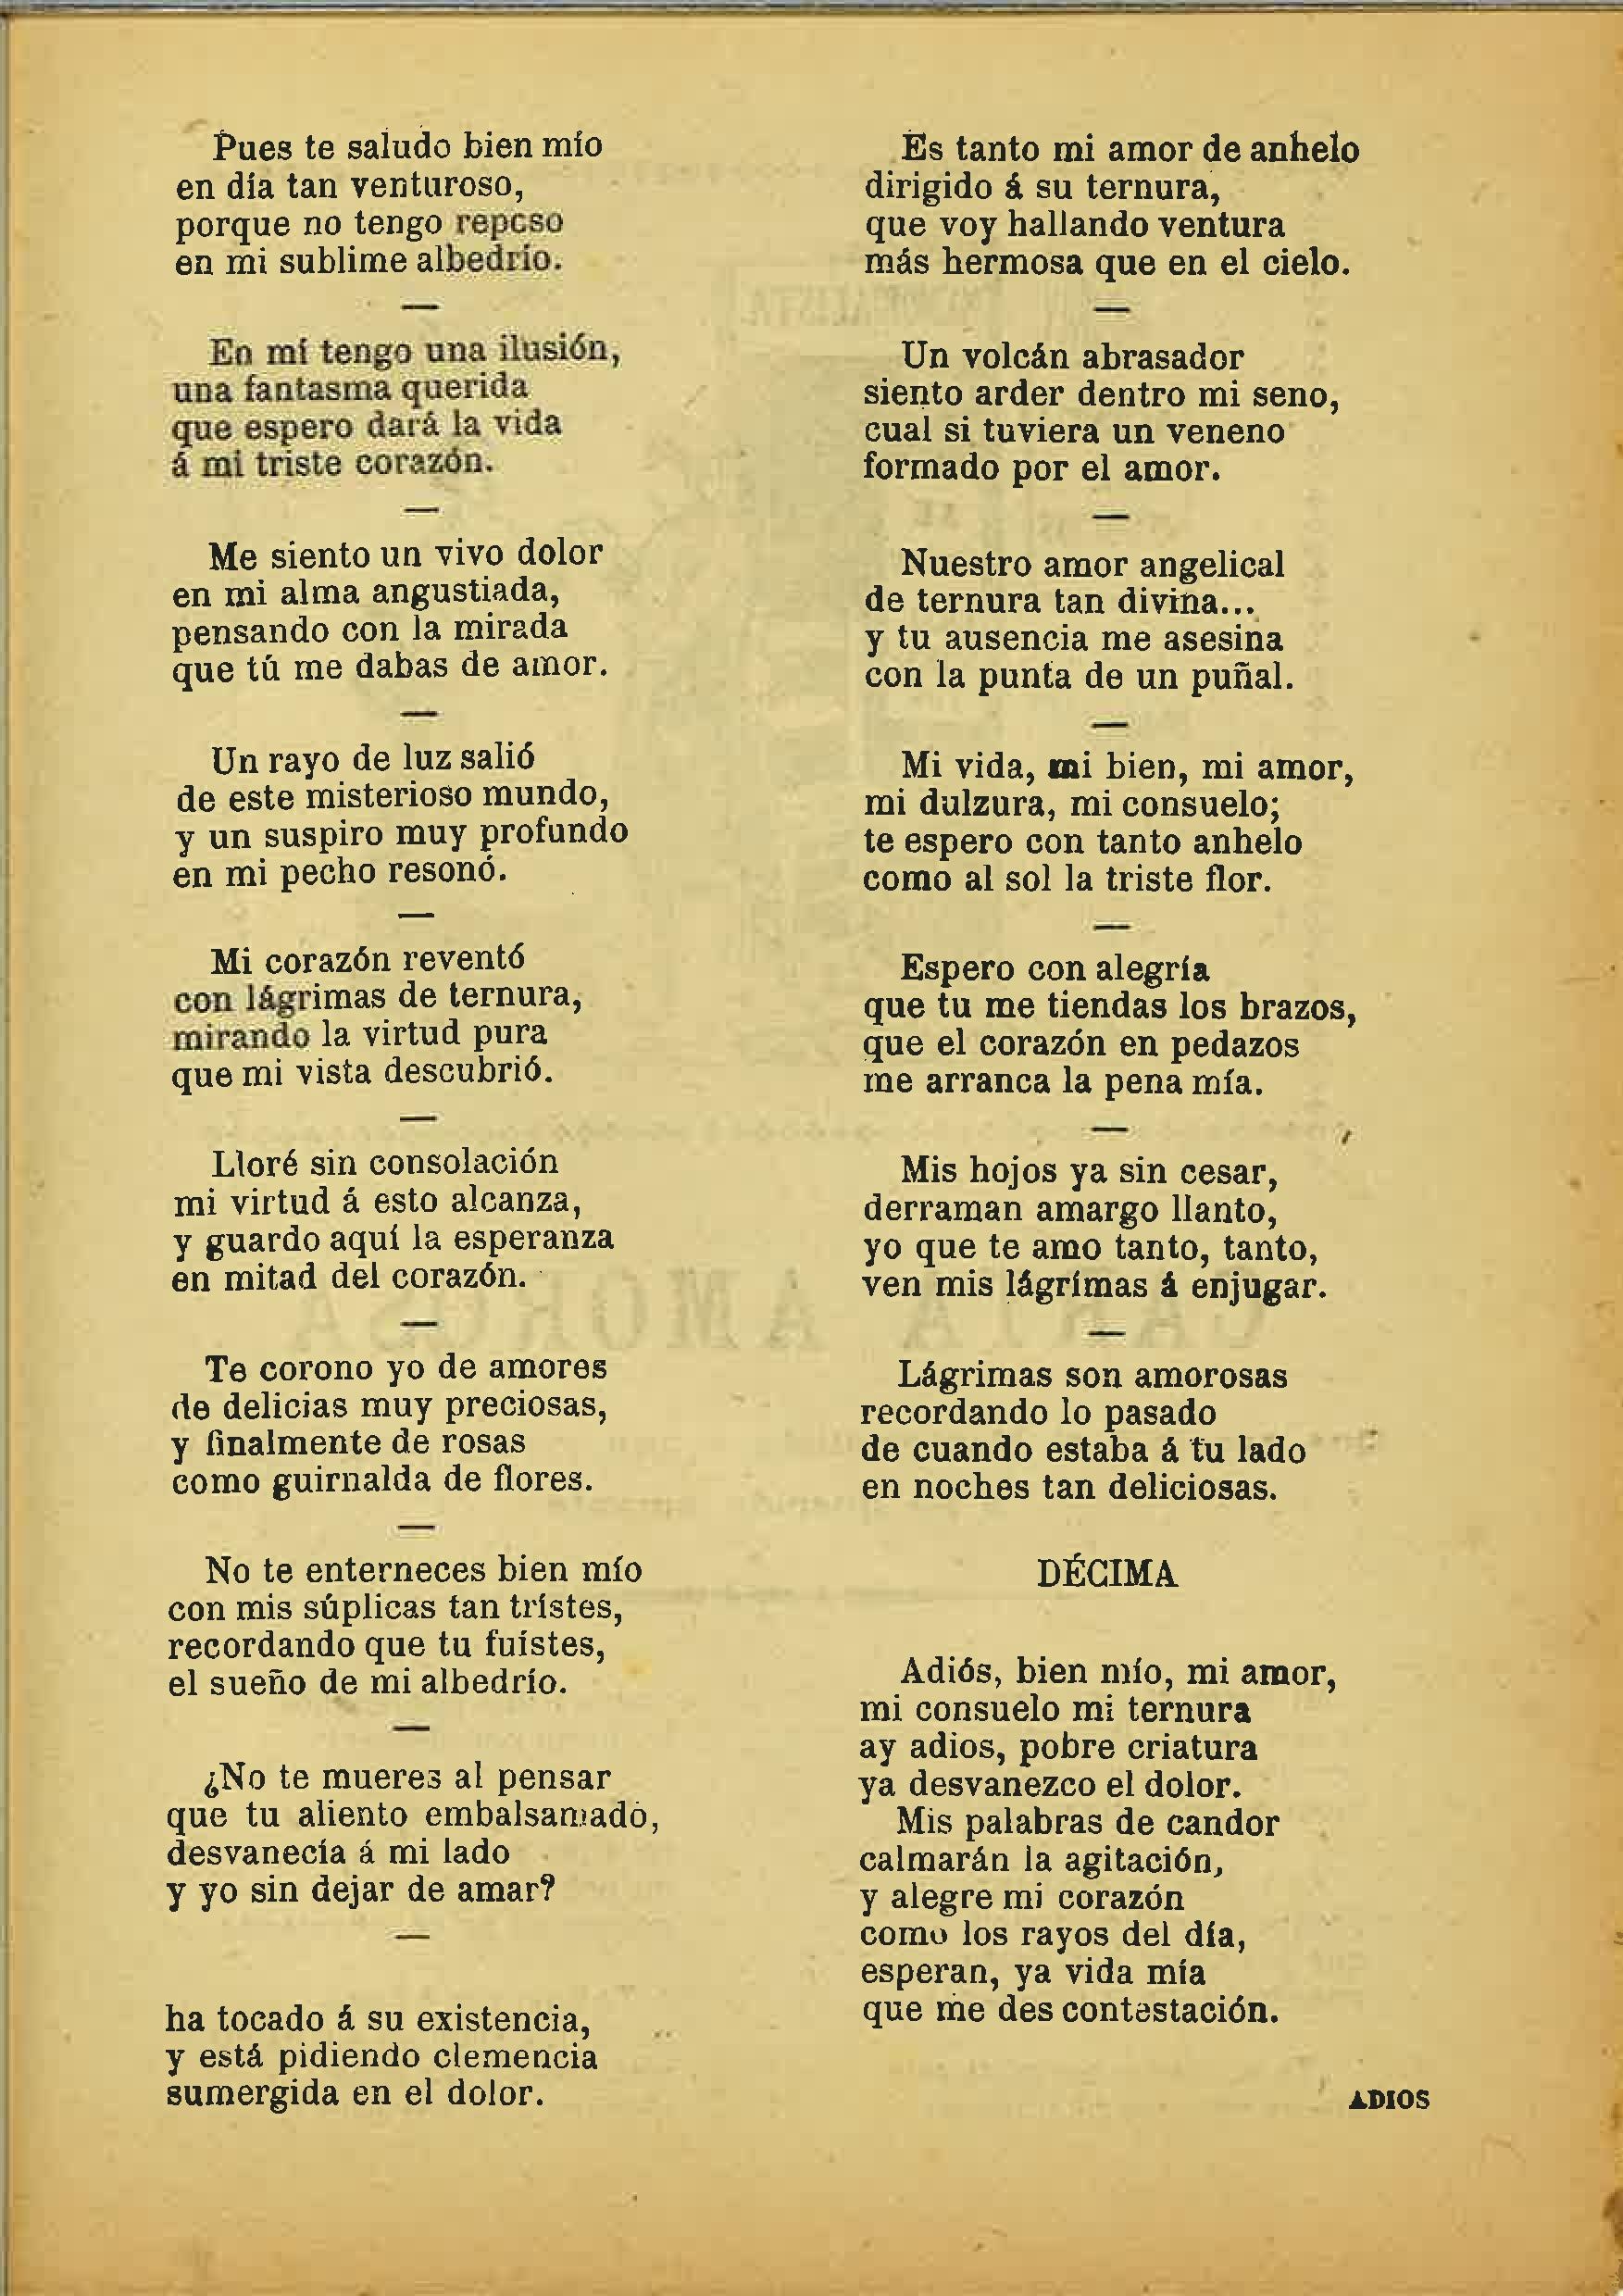 Pues te saludo bien mío
en día tan venturoso,
porque no tengo repcso
en mi sublime albedrío.
—
En mí tengo una ilusión,
una fantasma querida
que espero dará la vida
á mi triste corazón.
—
Me siento un vivo dolor
en mi alma angustiada,
pensando con la mirada
que tú me dabas de amor.
—
Un rayo de luz salió
de este misterioso mundo,
y un suspiro muy profundo
en mi pecho resonó.
—
Mi corazón reventó
con lágrimas de ternura,
mirando la virtud pura
que mi vista descubrió.
—
Lloré sin consolación
mi virtud á esto alcanza,
y guardo aquí la esperanza
en mitad del corazón.
—
Te corono yo de amores
de delicias muy preciosas,
y finalmente de rosas
como guirnalda de flores.
—
No te enterneces bien mío
con mis súplicas tan trístes,
recordando que tu fuístes,
el sueño de mi albedrío.
—
¿No te mueres al pensar
que tu aliento embalsamado,
desvanecía á mi lado
y yo sin dejar de amar?
—
ha tocado á su existencia,
y está pidiendo clemencia
sumergida en el dolor.
Es tanto mi amor de anhelo
dirigido á su ternura,
que voy hallando ventura
más hermosa que en el cielo.
—
Un volcán abrasador
siento arder dentro mi seno,
cual si tuviera un veneno
formado por el amor.
—
Nuestro amor angelical
de ternura tan divina...
y tu ausencia me asesina
con la punta de un puñal.
—
Mi vida, mi bien, mi amor,
mi dulzura, mi consuelo;
te espero con tanto anhelo
como al sol la triste flor.
—
Espero con alegría
que tu me tiendas los brazos,
que el corazón en pedazos
me arranca la pena mía.
—
Mis hojos ya sin cesar,
derraman amargo llanto,
yo que te amo tanto, tanto,
ven mis lágrímas á enjugar.
—
Lágrimas son amorosas
recordando lo pasado
de cuando estaba á tu lado
en noches tan deliciosas.
DÉCIMA
Adiós, bien mío, mi amor,
mi consuelo mi ternura
ay adios, pobre criatura
ya desvanezco el dolor.
Mis palabras de candor
calmarán la agitación,
y alegre mi corazón
como los rayos del día,
esperan, ya vida mía
que me des contestación.
ADIOS